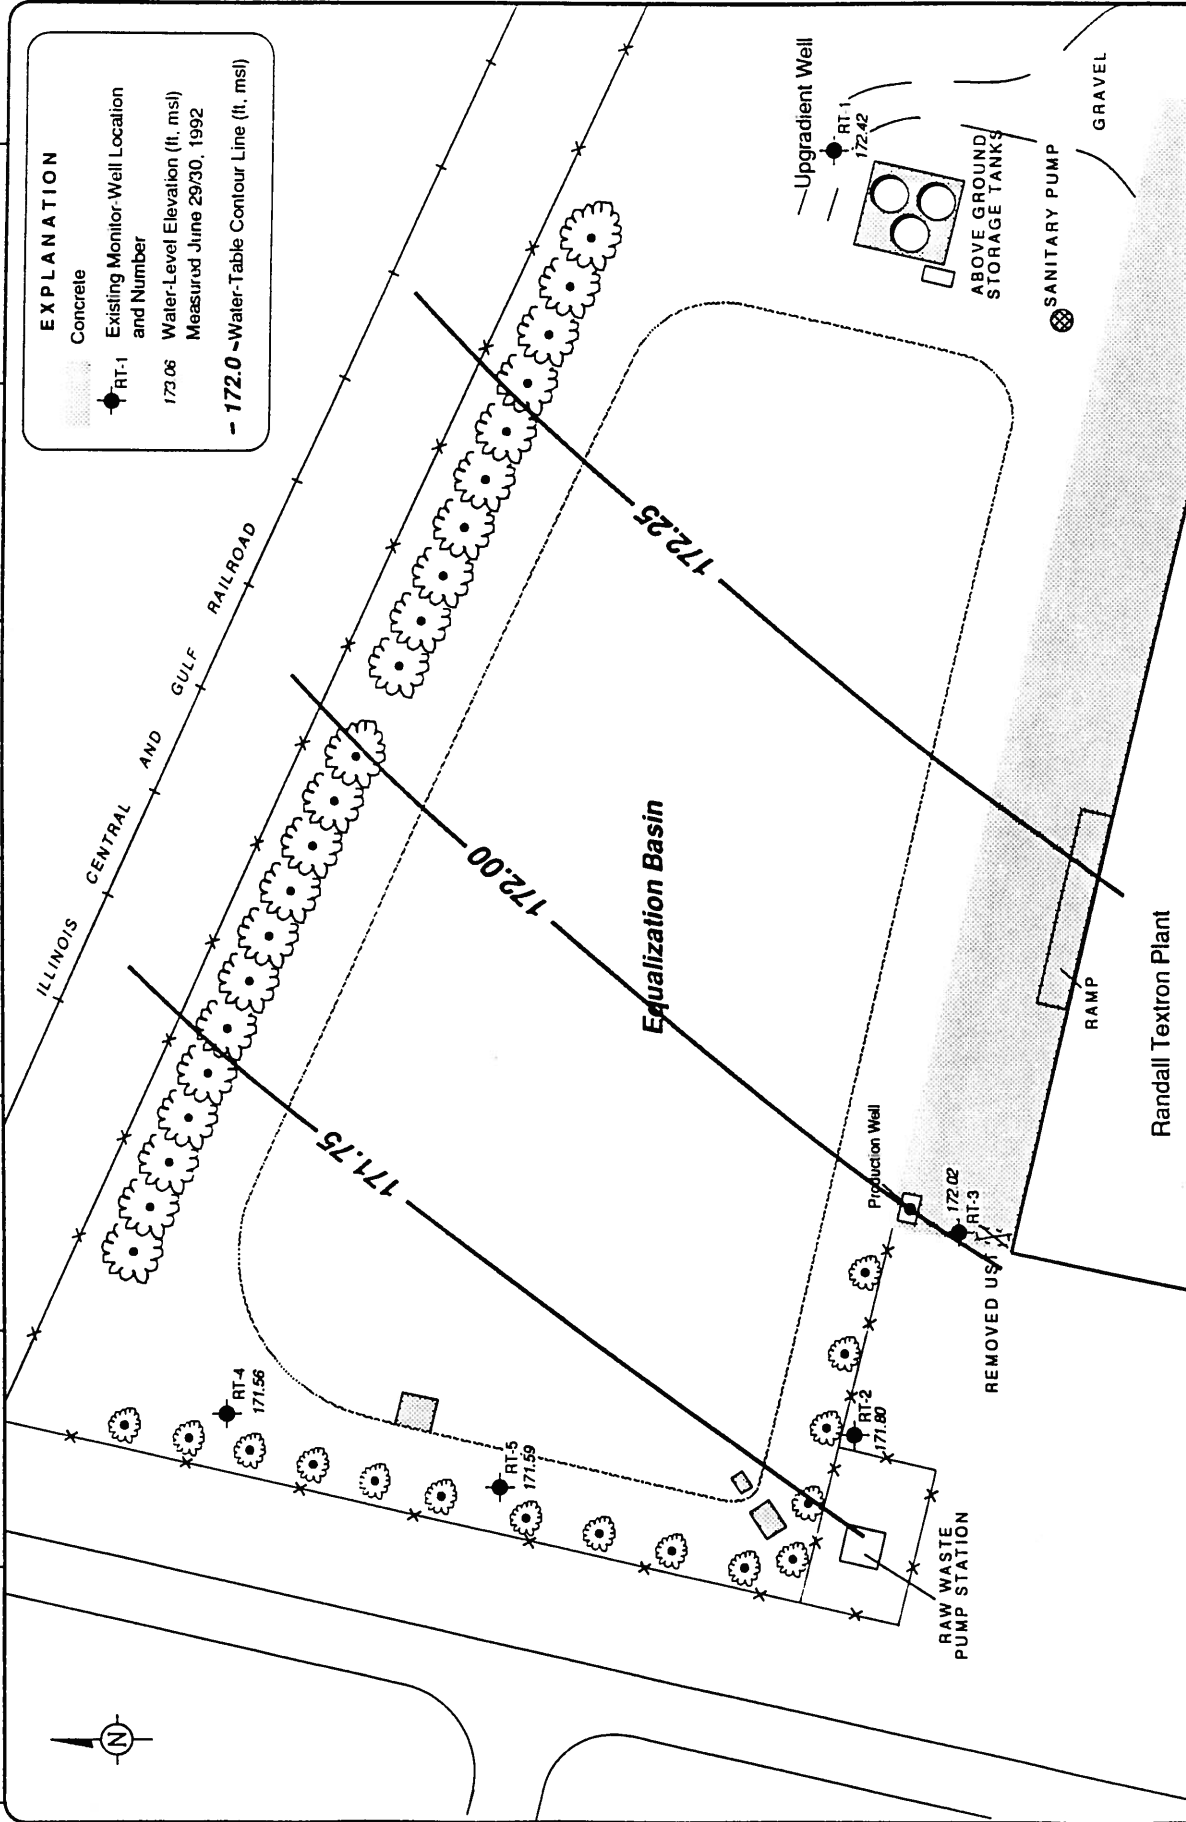 EXPLANATION
Concrete
RT-1
Existing Monitor-Well Location
and Number
173.06
Water-Level Elevation (ft, msl)
Measured June 29/30, 1992
- 172.0 - Water-Table Contour Line (ft, msl)
ILLINOIS CENTRAL AND GULF RAILROAD
Upgradient Well
RT-1
172.42
ABOVE GROUND
STORAGE TANKS
SANITARY PUMP
GRAVEL
172.25
172.00
171.75
Equalization Basin
RT-4
171.56
RT-5
171.59
RT-2
171.80
Production Well
172.02
RT-3
REMOVED UST
RAMP
Randall Textron Plant
RAW WASTE
PUMP STATION
N